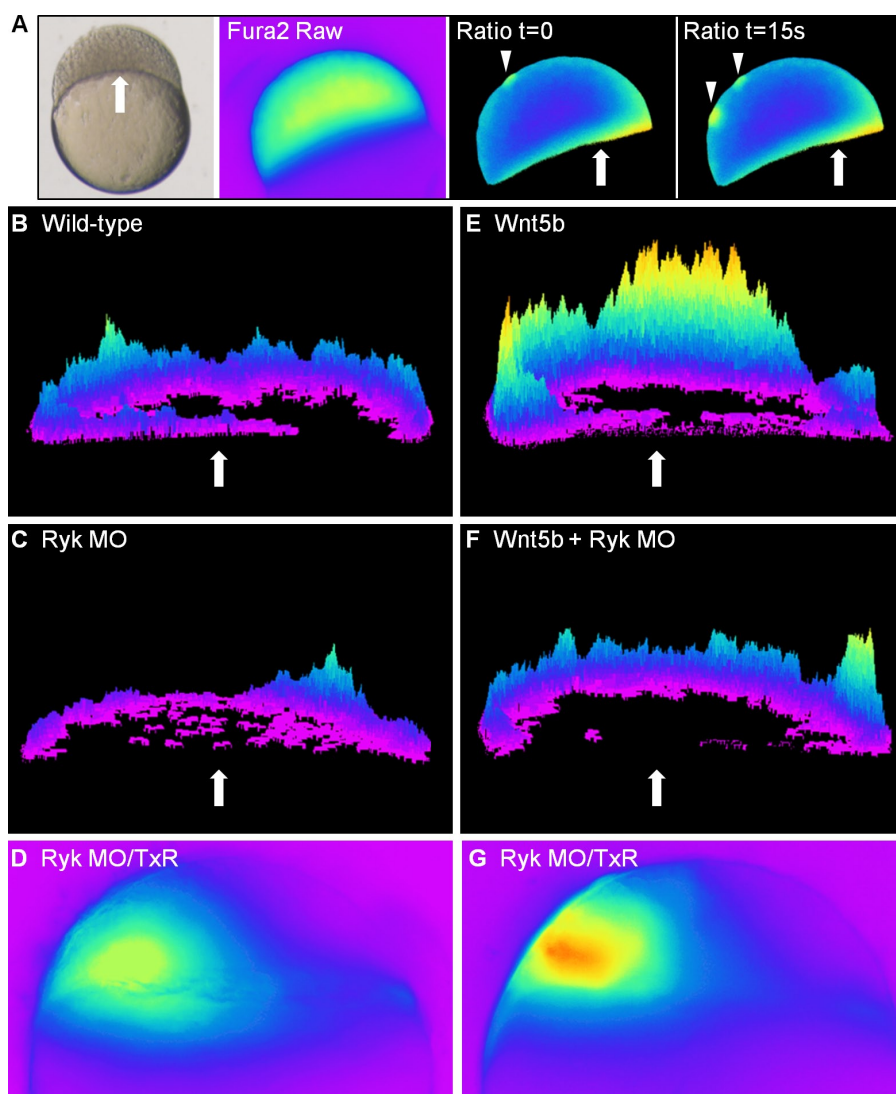 A
Fura2 Raw
Ratio t=0
Ratio t=15s
B Wild-type
E Wnt5b
C Ryk MO
F Wnt5b + Ryk MO
D Ryk MO/TxR
G Ryk MO/TxR